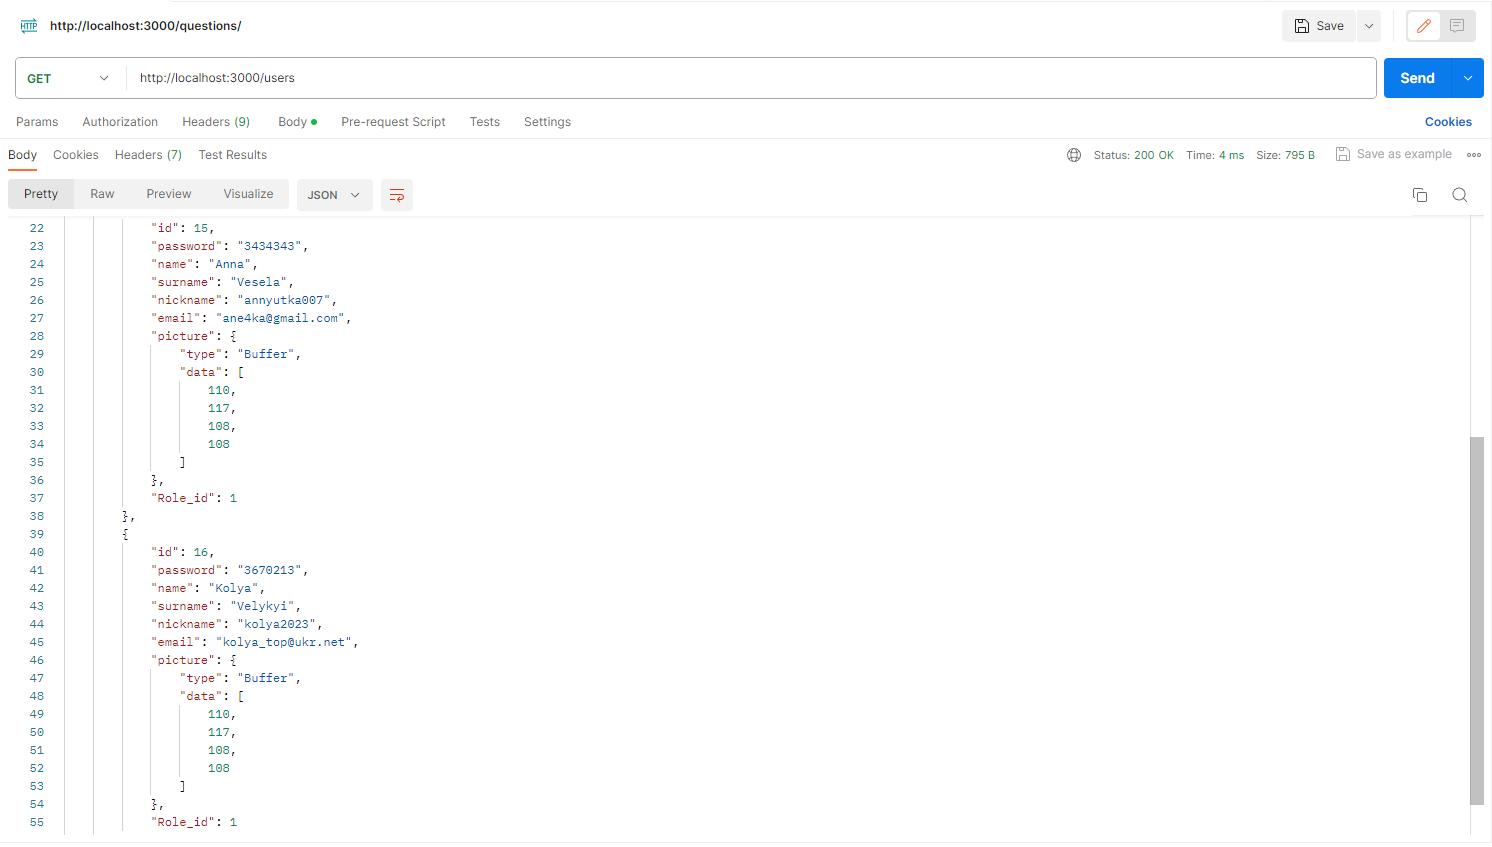 HTTP http://localhost:3000/questions/ Save
GET http://localhost:3000/users Send
Params Authorization Headers (9) Body Pre-request Script Tests Settings Cookies
Body Cookies Headers (7) Test Results Status: 200 OK Time: 4 ms Size: 795 B Save as example
Pretty Raw Preview Visualize JSON
22 "id": 15,
23 "password": "3434343",
24 "name": "Anna",
25 "surname": "Vesela",
26 "nickname": "annyutka007",
27 "email": "ane4ka@gmail.com",
28 "picture": {
29 "type": "Buffer",
30 "data": [
31 110,
32 117,
33 108,
34 108
35 ]
36 },
37 "Role_id": 1
38 },
39 {
40 "id": 16,
41 "password": "3670213",
42 "name": "Kolya",
43 "surname": "Velykyi",
44 "nickname": "kolya2023",
45 "email": "kolya_top@ukr.net",
46 "picture": {
47 "type": "Buffer",
48 "data": [
49 110,
50 117,
51 108,
52 108
53 ]
54 },
55 "Role_id": 1